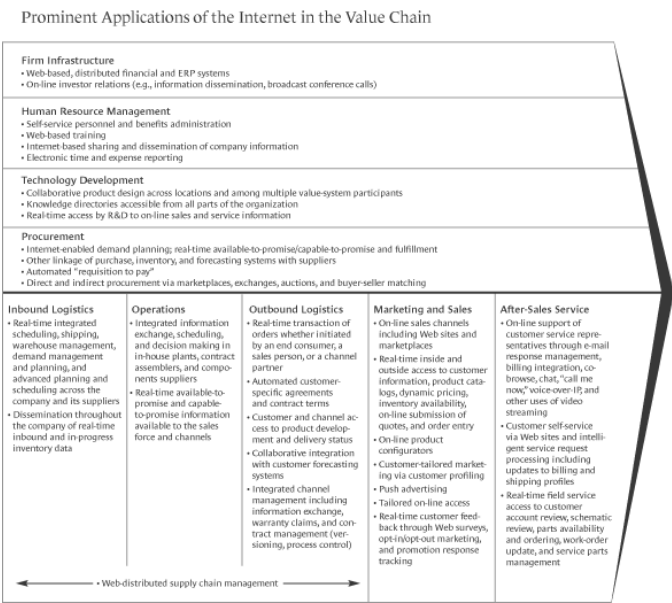 Prominent Applications of the Internet in the Value Chain
Firm Infrastructure
• Web-based, distributed financial and ERP systems
• On-line investor relations (e.g., information dissemination, broadcast conference calls)
Human Resource Management
• Self-service personnel and benefits administration
• Web-based training
• Internet-based sharing and dissemination of company information
• Electronic time and expense reporting
Technology Development
• Collaborative product design across locations and among multiple value-system participants
• Knowledge directories accessible from all parts of the organization
• Real-time access by R&D to on-line sales and service information
Procurement
• Internet-enabled demand planning; real-time available-to-promise/capable-to-promise and fulfillment
• Other linkage of purchase, inventory, and forecasting systems with suppliers
• Automated "requisition to pay"
• Direct and indirect procurement via marketplaces, exchanges, auctions, and buyer-seller matching
Inbound Logistics
• Real-time integrated
scheduling, shipping,
warehouse management,
demand management
and planning, and
advanced planning and
scheduling across the
company and its suppliers
• Dissemination throughout
the company of real-time
inbound and in-progress
inventory data
Operations
• Integrated information
exchange, scheduling,
and decision making in
in-house plants, contract
assemblers, and compo-
nents suppliers
• Real-time available-to-
promise and capable-
to-promise information
available to the sales
force and channels
Outbound Logistics
• Real-time transaction of
orders whether initiated
by an end consumer, a
sales person, or a channel
partner
• Automated customer-
specific agreements
and contract terms
• Customer and channel ac-
cess to product develop-
ment and delivery status
• Collaborative integration
with customer forecasting
systems
• Integrated channel
management including
information exchange,
warranty claims, and con-
tract management (ver-
sioning, process control)
Marketing and Sales
• On-line sales channels
including Web sites and
marketplaces
• Real-time inside and
outside access to customer
information, product cata-
logs, dynamic pricing,
inventory availability,
on-line submission of
quotes, and order entry
• On-line product
configurators
• Customer-tailored market-
ing via customer profiling
• Push advertising
• Tailored on-line access
• Real-time customer feed-
back through Web surveys,
opt-in/opt-out marketing,
and promotion response
tracking
After-Sales Service
• On-line support of
customer service repre-
sentatives through e-mail
response management,
billing integration, co-
browse, chat, "call me
now," voice-over-IP, and
other uses of video
streaming
• Customer self-service
via Web sites and intelli-
gent service request
processing including
updates to billing and
shipping profiles
• Real-time field service
access to customer
account review, schematic
review, parts availability
and ordering, work-order
update, and service parts
management
• Web-distributed supply chain management